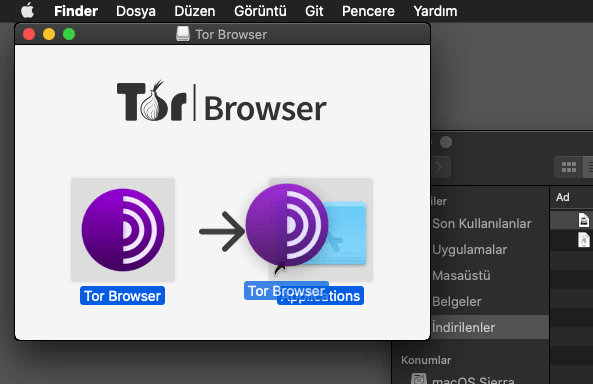 Finder Dosya Düzen Görüntü Git Pencere Yardım
Tor Browser
Tor Browser
Tor Browser
Tor Browser
Applications
Ad
Son Kullanılanlar
Uygulamalar
Masaüstü
Belgeler
İndirilenler
Konumlar
macOS Sierra